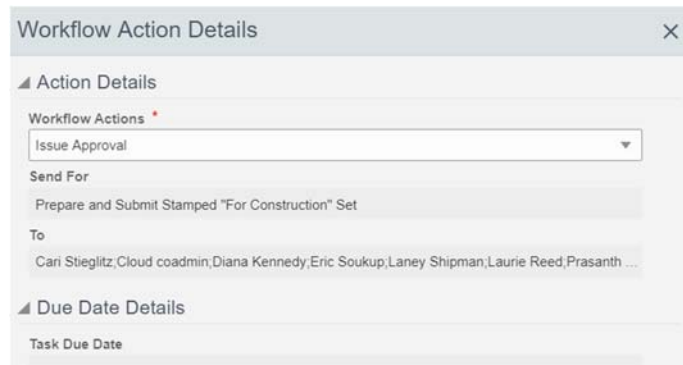 Workflow Action Details
Action Details
Workflow Actions *
Issue Approval
Send For
Prepare and Submit Stamped "For Construction" Set
To
Cari Stieglitz;Cloud coadmin;Diana Kennedy;Eric Soukup;Laney Shipman;Laurie Reed;Prasanth ...
Due Date Details
Task Due Date